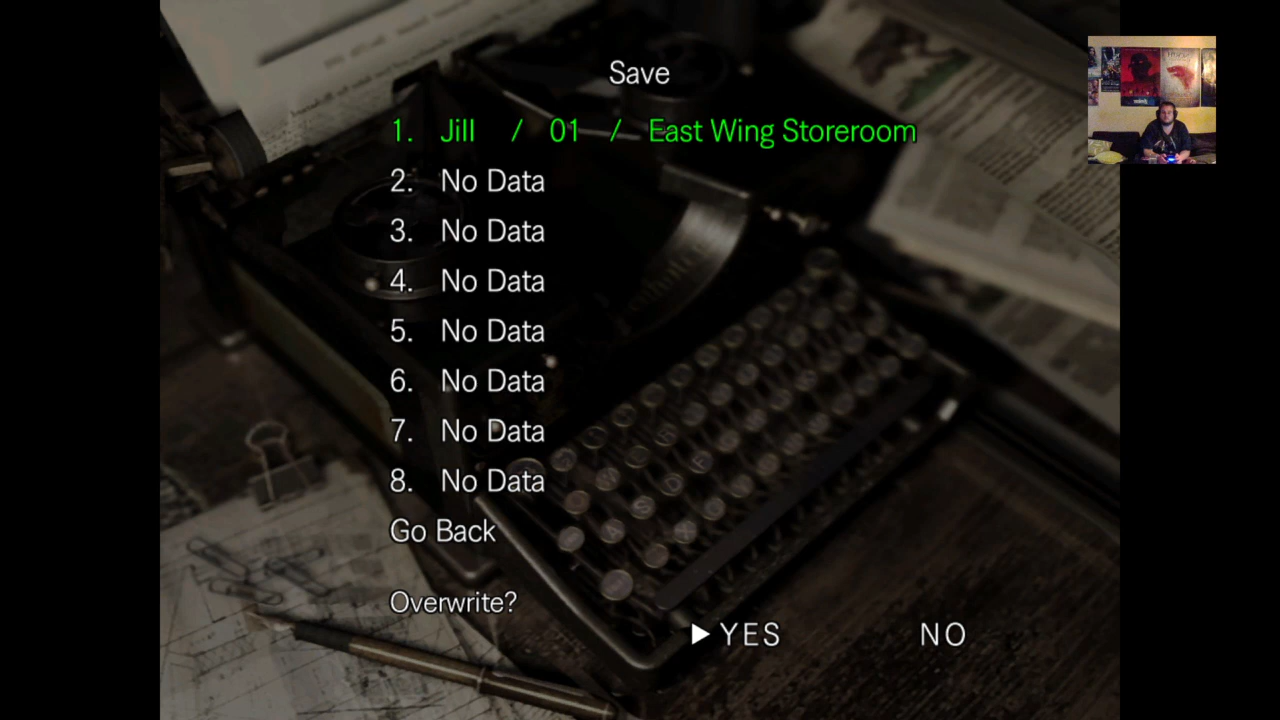 Save
1. Jill / 01 / East Wing Storeroom
2. No Data
3. No Data
4. No Data
5. No Data
6. No Data
7. No Data
8. No Data
Go Back
Overwrite?
YES NO